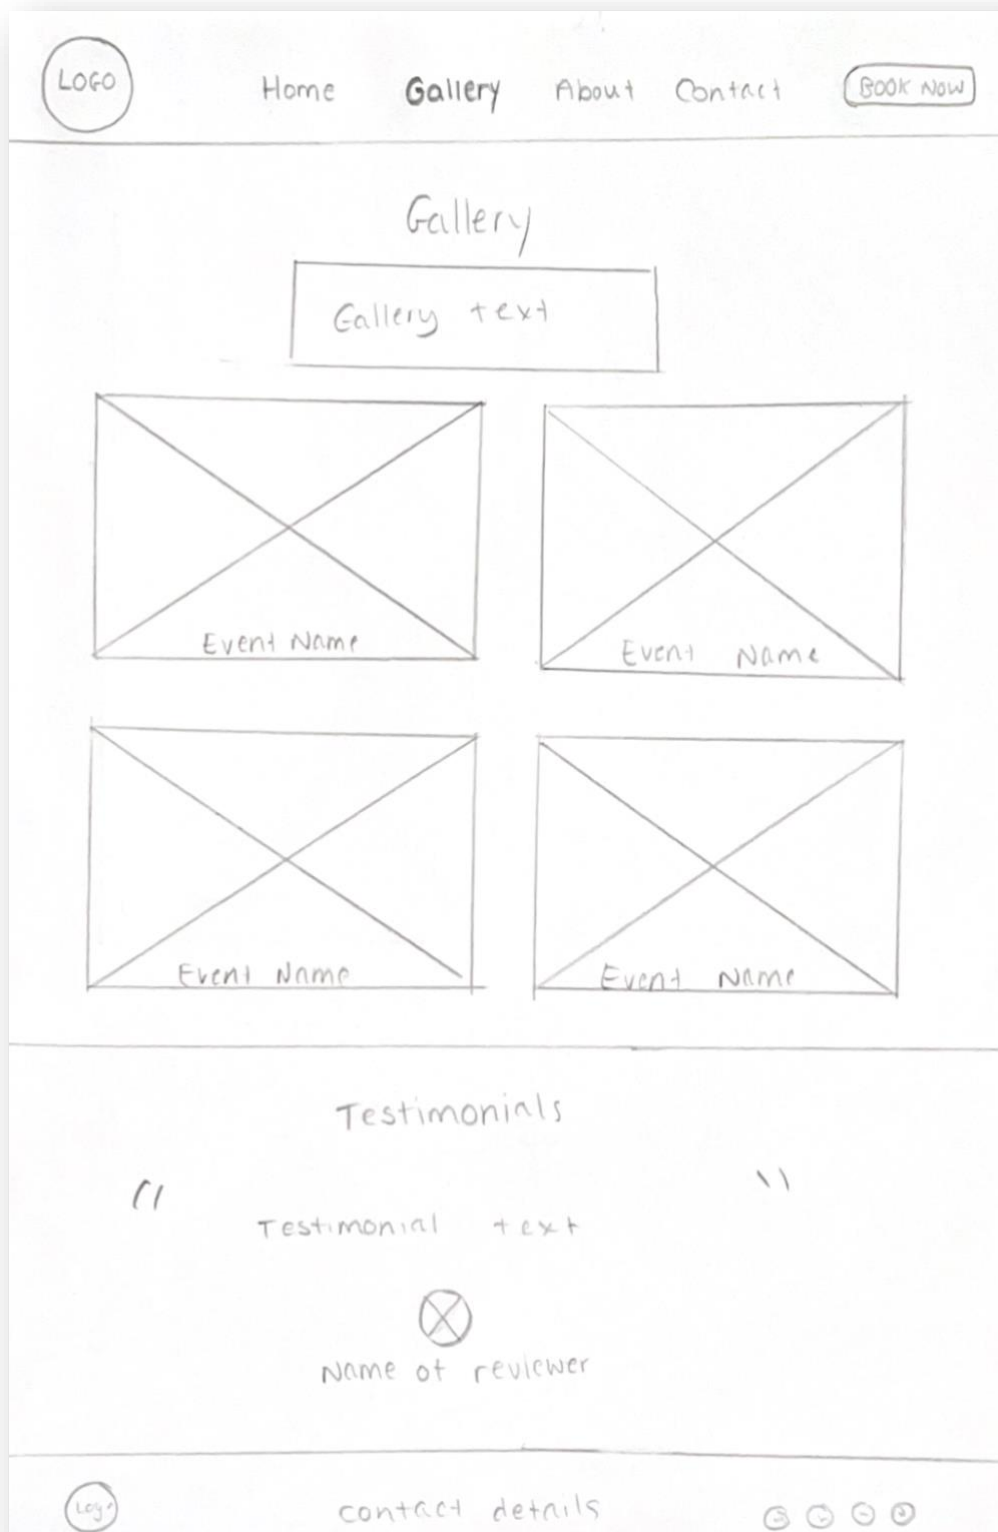 LOGO Home Gallery About Contact BOOK NOW
Gallery
Gallery text
Event Name Event Name
Event Name Event Name
Testimonials
" "
Testimonial text
Name of reviewer
Logo contact details